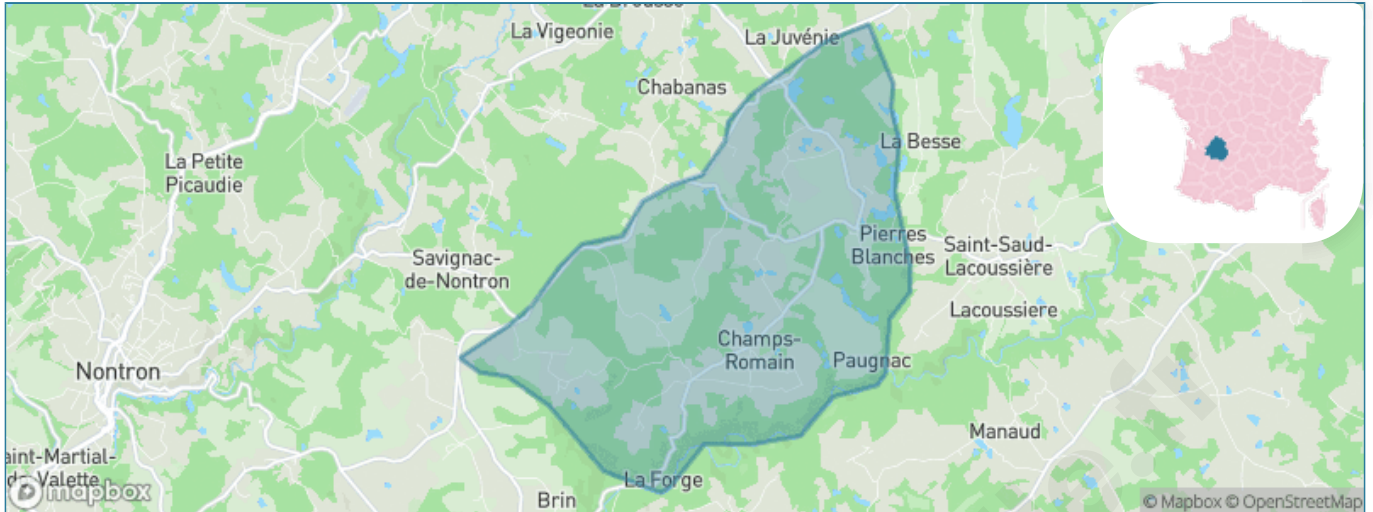 La Vigeonie
La Juvénie
Chabanas
La Besse
La Petite
Picaudie
Pierres
Blanches
Saint-Saud-
Lacoussière
Savignac-
de-Nontron
Lacoussiere
Champs-
Romain
Paugnac
Nontron
Manaud
aint-Martial-
de-Valette
La Forge
Brin
mapbox
© Mapbox © OpenStreetMap